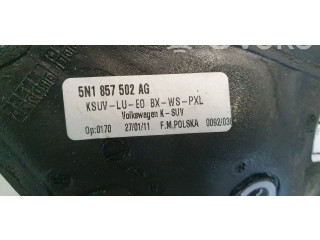 5N1 857 502 AG
KSUV-LU-EO BX-WS-PXL
Volkswagen K-SUV
Op:0170 27/01/11 F.M.POLSKA 0092/030